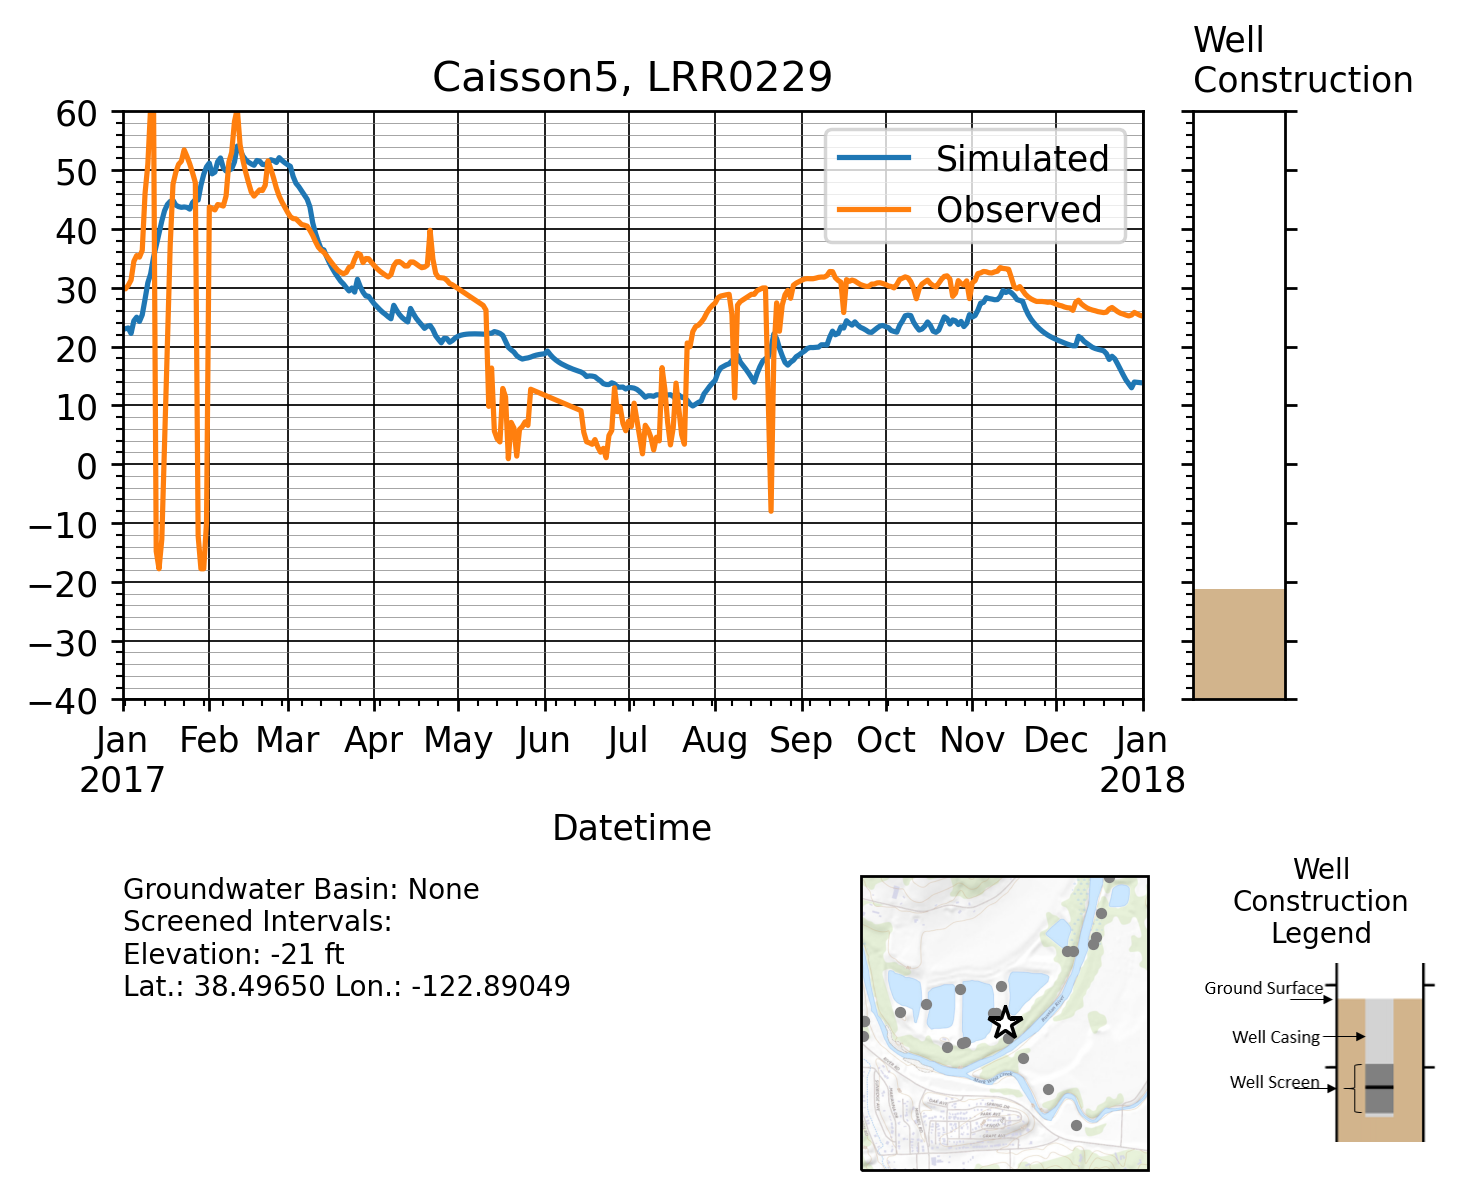 Well
Construction
Caisson5, LRR0229
60
50
40
30
20
10
0
−10
−20
−30
−40
Simulated
Observed
Jan Feb Mar Apr May Jun Jul Aug Sep Oct Nov Dec Jan
2017 2018
Datetime
Groundwater Basin: None
Screened Intervals:
Elevation: -21 ft
Lat.: 38.49650 Lon.: -122.89049
Well
Construction
Legend
Ground Surface
Well Casing
Well Screen